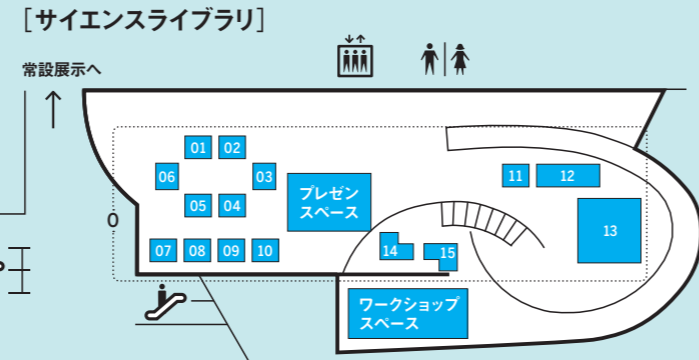 [サイエンスライブラリ]
常設展示へ
01 02
06 03
05 04
07 08 09 10
プレゼン
スペース
11 12
13
14 15
ワークショップ
スペース